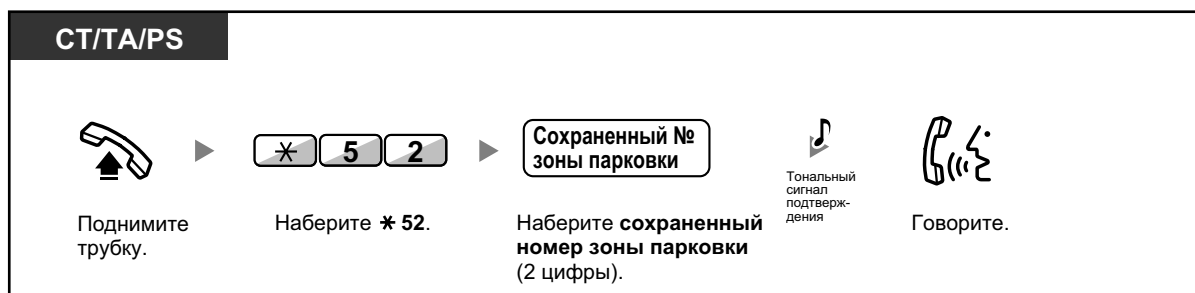 CT/TA/PS
✳ 5 2
Сохраненный №
зоны парковки
Тональный
сигнал
подтверж-
дения
Поднимите
трубку.
Наберите ✳ 52.
Наберите сохраненный
номер зоны парковки
(2 цифры).
Говорите.